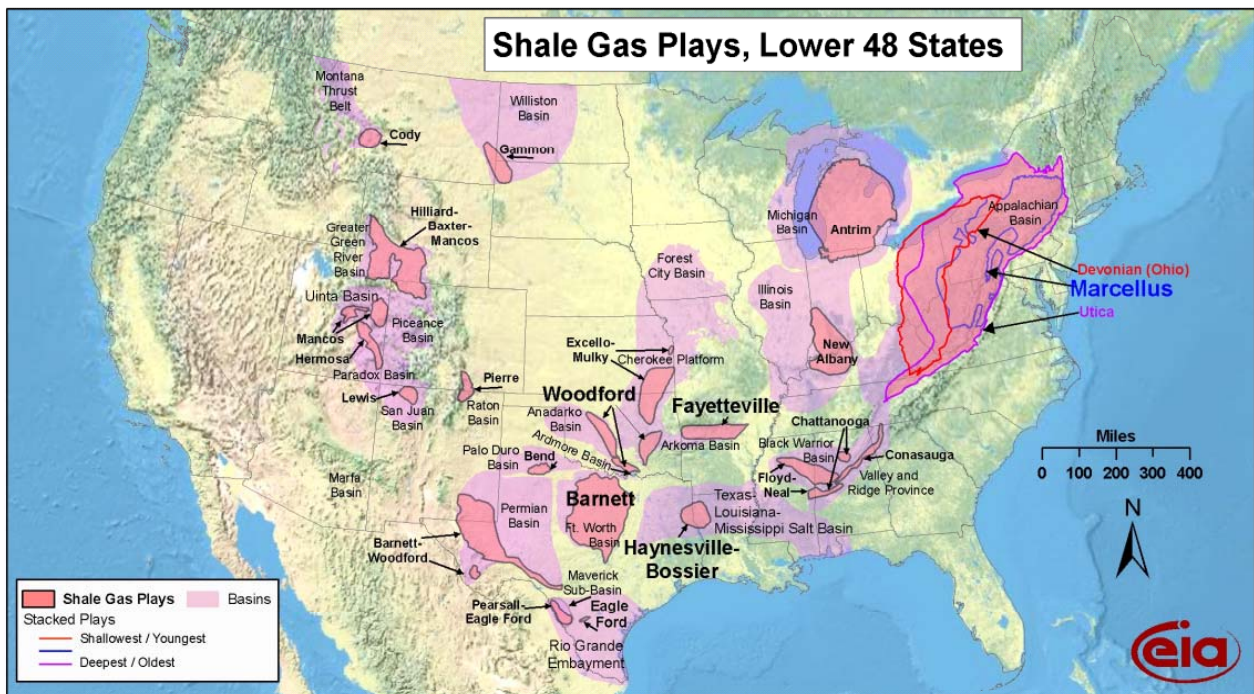 Shale Gas Plays, Lower 48 States
Montana
Thrust
Belt
Cody
Williston
Basin
Gammon
Hilliard-
Baxter-
Mancos
Greater
Green
River
Basin
Uinta Basin
Mancos
Piceance
Basin
Hermosa
Paradox Basin
Lewis
San Juan
Basin
Pierre
Raton
Basin
Michigan
Basin
Antrim
Forest
City Basin
Illinois
Basin
New
Albany
Appalachian
Basin
Devonian (Ohio)
Marcellus
Utica
Excello-
Mulky
Cherokee Platform
Woodford
Anadarko
Basin
Ardmore Basin
Fayetteville
Arkoma Basin
Chattanooga
Black Warrior
Basin
Conasauga
Floyd-
Neal
Valley and
Ridge Province
Palo Duro
Basin
Bend
Marfa
Basin
Permian
Basin
Barnett
Ft. Worth
Basin
Texas-
Louisiana-
Mississippi Salt Basin
Haynesville-
Bossier
Barnett-
Woodford
Maverick
Sub-Basin
Pearsall-
Eagle Ford
Eagle
Ford
Rio Grande
Embayment
Miles
0 100 200 300 400
N
Shale Gas Plays
Basins
Stacked Plays
Shallowest / Youngest
Deepest / Oldest
eia